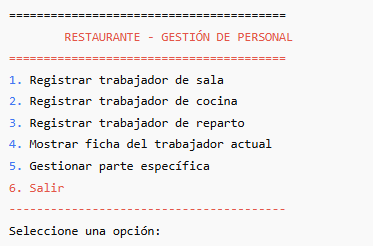 ========================================
RESTAURANTE - GESTIÓN DE PERSONAL
========================================
1. Registrar trabajador de sala
2. Registrar trabajador de cocina
3. Registrar trabajador de reparto
4. Mostrar ficha del trabajador actual
5. Gestionar parte específica
6. Salir
----------------------------------------
Seleccione una opción: